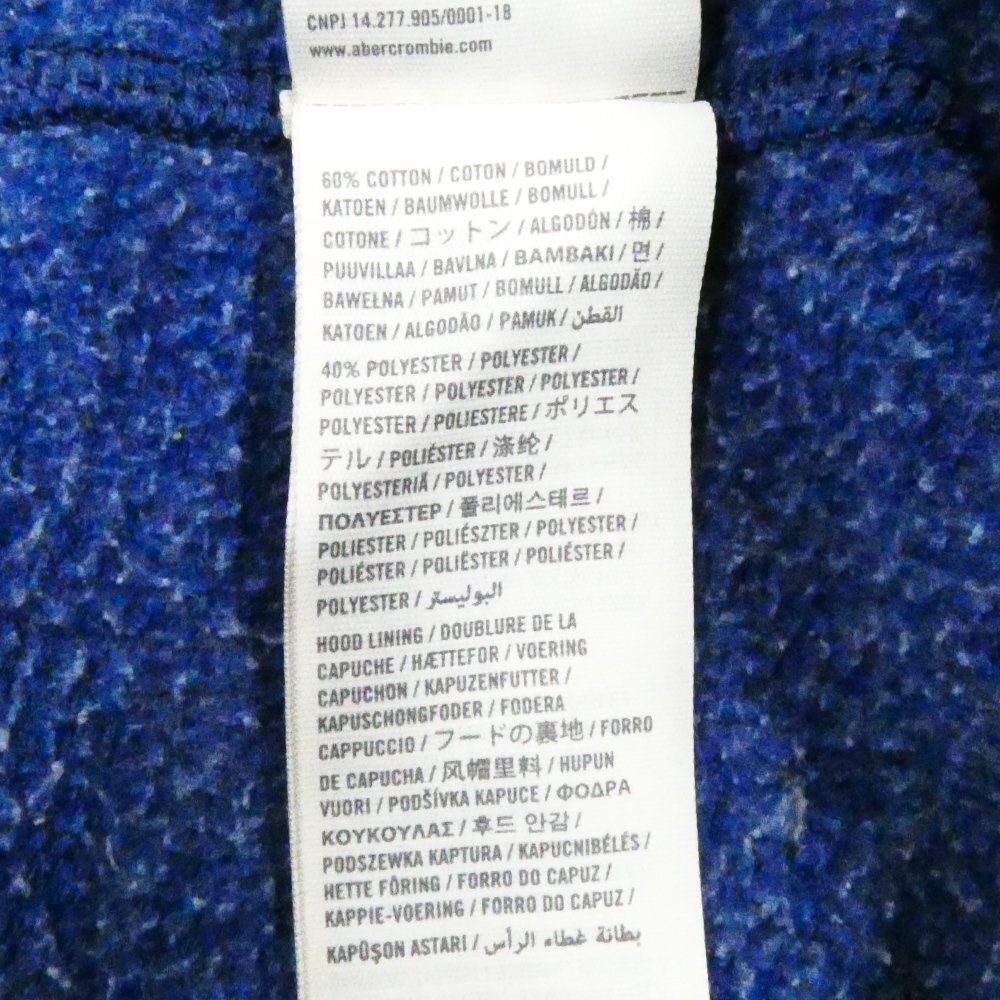 CNPJ 14.277.905/0001-18
www.abercrombie.com
60% COTTON / COTON / BOMULD /
KATOEN / BAUMWOLLE / BOMULL /
COTONE / コットン / ALGODÓN / 棉 /
PUUVILLAA / BAVLNA / BAMBAKI / 면 /
BAWEŁNA / PAMUT / BOMULL / ALGODÃO /
KATOEN / ALGODÃO / PAMUK / القطن
40% POLYESTER / POLYESTER /
POLYESTER / POLYESTER / POLYESTER /
POLYESTER / POLIESTERE / ポリエス
テル / POLIÉSTER / 涤纶 /
POLYESTERIÄ / POLYESTER /
ΠΟΛΥΕΣΤΕΡ / 폴리에스테르 /
POLIESTER / POLIÉSZTER / POLYESTER /
POLIÉSTER / POLIÉSTER / POLIÉSTER /
POLYESTER / البوليستر
HOOD LINING / DOUBLURE DE LA
CAPUCHE / HÆTTEFOR / VOERING
CAPUCHON / KAPUZENFUTTER /
KAPUSCHONGFODER / FODERA
CAPPUCCIO / フードの裏地 / FORRO
DE CAPUCHA / 风帽里料 / HUPUN
VUORI / PODŠÍVKA KAPUCE / ΦΟΔΡΑ
ΚΟΥΚΟΥΛΑΣ / 후드 안감 /
PODSZEWKA KAPTURA / KAPUCNIBÉLÉS /
HETTE FÔRING / FORRO DO CAPUZ /
KAPPIE-VOERING / FORRO DO CAPUZ /
KAPÜŞON ASTARI / بطانة غطاء الرأس